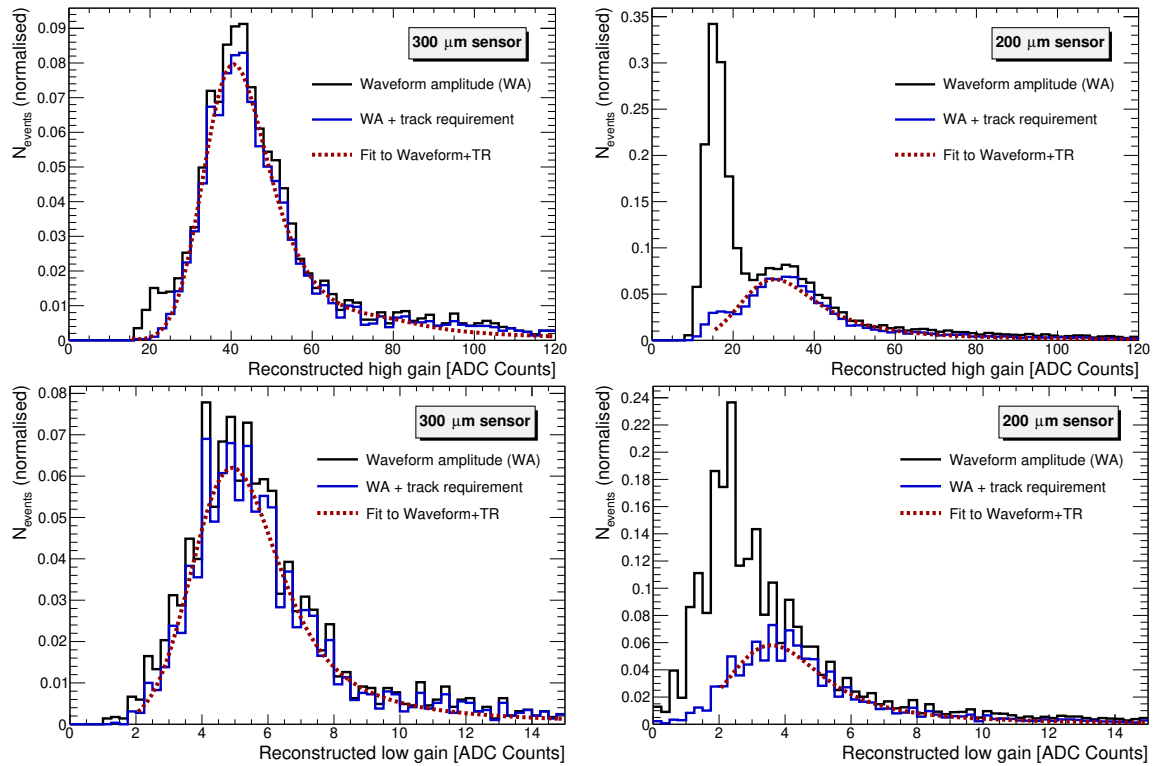 N_events (normalised)
0.09
0.08
0.07
0.06
0.05
0.04
0.03
0.02
0.01
0
300 μm sensor
Waveform amplitude (WA)
WA + track requirement
Fit to Waveform+TR
0 20 40 60 80 100 120
Reconstructed high gain [ADC Counts]
N_events (normalised)
0.35
0.3
0.25
0.2
0.15
0.1
0.05
0
200 μm sensor
Waveform amplitude (WA)
WA + track requirement
Fit to Waveform+TR
0 20 40 60 80 100 120
Reconstructed high gain [ADC Counts]
N_events (normalised)
0.08
0.07
0.06
0.05
0.04
0.03
0.02
0.01
0
300 μm sensor
Waveform amplitude (WA)
WA + track requirement
Fit to Waveform+TR
0 2 4 6 8 10 12 14
Reconstructed low gain [ADC Counts]
N_events (normalised)
0.24
0.22
0.2
0.18
0.16
0.14
0.12
0.1
0.08
0.06
0.04
0.02
0
200 μm sensor
Waveform amplitude (WA)
WA + track requirement
Fit to Waveform+TR
0 2 4 6 8 10 12 14
Reconstructed low gain [ADC Counts]